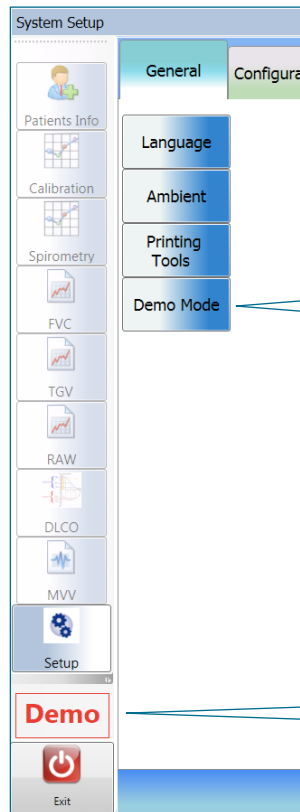 System Setup
General
Configura
Patients Info
Calibration
Spirometry
FVC
TGV
RAW
DLCO
MVV
Setup
Demo
Exit
Language
Ambient
Printing
Tools
Demo Mode